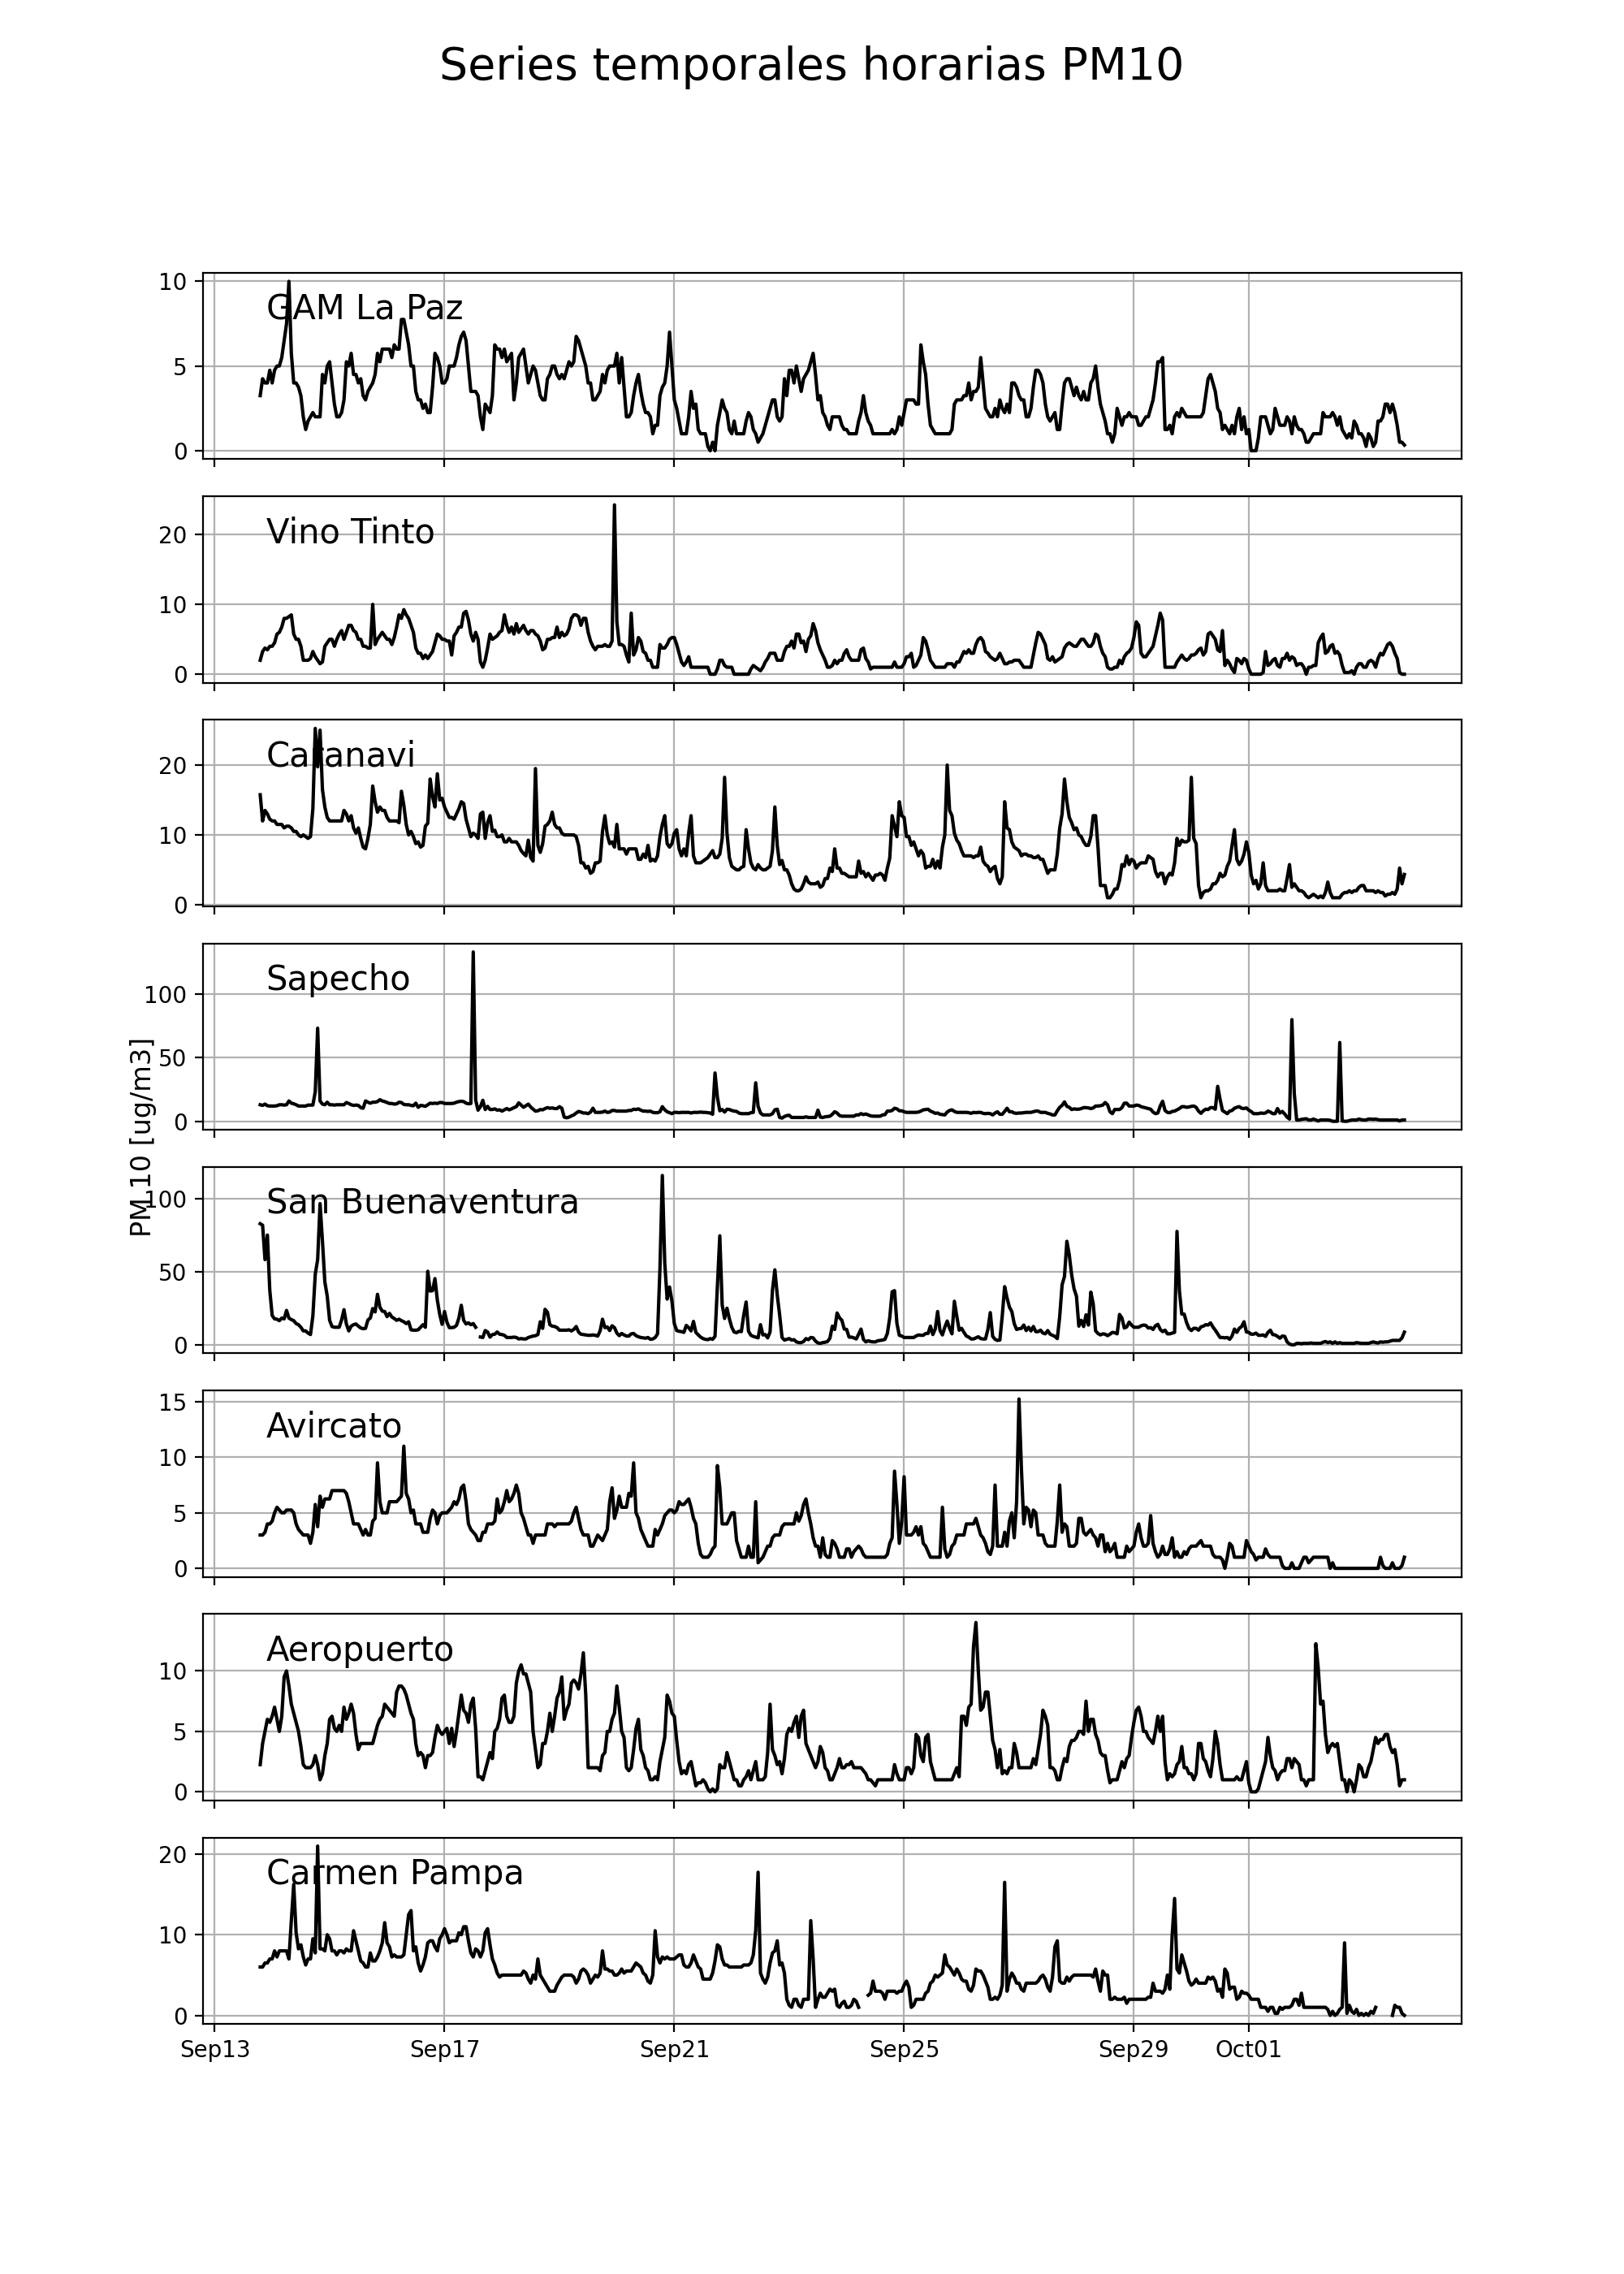 Series temporales horarias PM10
10
GAM La Paz
5
0
20
Vino Tinto
10
0
Caranavi
20
10
0
Sapecho
100
50
0
PM 10 [ug/m3]
100
San Buenaventura
50
0
15
Avircato
10
5
0
Aeropuerto
10
5
0
20
Carmen Pampa
10
0
Sep13 Sep17 Sep21 Sep25 Sep29 Oct01